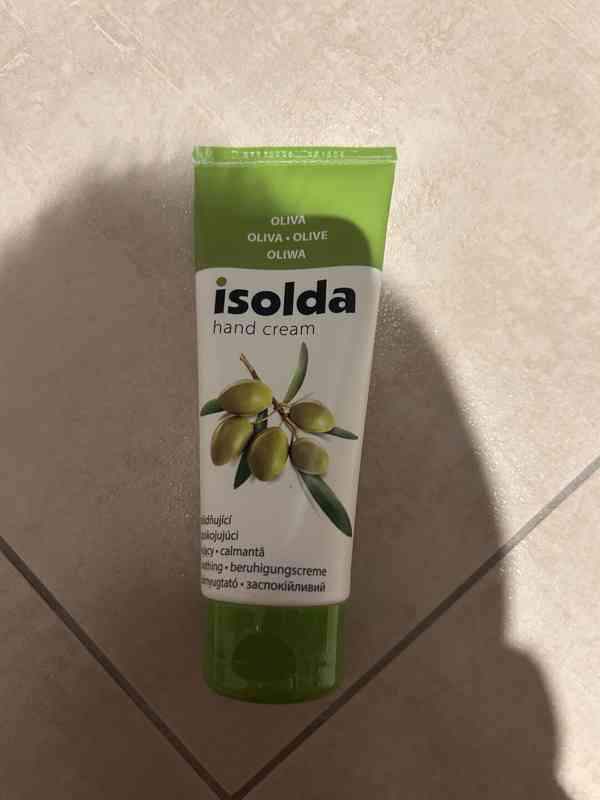 OLIVA
OLIVA • OLIVE
OLIWA
isolda
hand cream
• calmantă
• beruhigungscreme
• заспокійливий